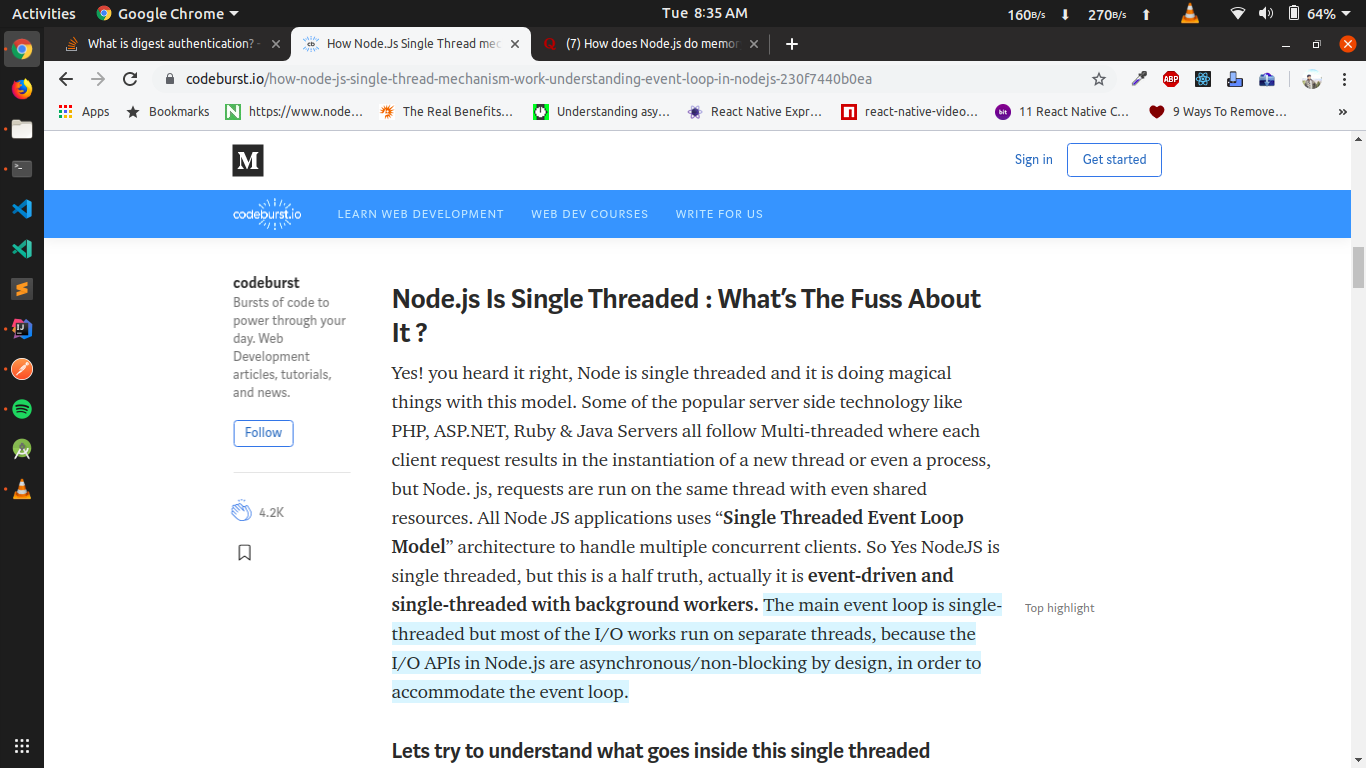 Activities Google Chrome Tue 8:35 AM 160B/s 270B/s 64%
What is digest authentication? - How Node.Js Single Thread mec (7) How does Node.js do memor
codeburst.io/how-node-js-single-thread-mechanism-work-understanding-event-loop-in-nodejs-230f7440b0ea ABP
Apps Bookmarks https://www.node... The Real Benefits... Understanding asy... React Native Expr... react-native-video... bit 11 React Native C... 9 Ways To Remove... »
M Sign in Get started
codeburst.io LEARN WEB DEVELOPMENT WEB DEV COURSES WRITE FOR US
codeburst
Bursts of code to
power through your
day. Web
Development
articles, tutorials,
and news.
Follow
4.2K
Node.js Is Single Threaded : What’s The Fuss About
It ?
Yes! you heard it right, Node is single threaded and it is doing magical
things with this model. Some of the popular server side technology like
PHP, ASP.NET, Ruby & Java Servers all follow Multi-threaded where each
client request results in the instantiation of a new thread or even a process,
but Node. js, requests are run on the same thread with even shared
resources. All Node JS applications uses “Single Threaded Event Loop
Model” architecture to handle multiple concurrent clients. So Yes NodeJS is
single threaded, but this is a half truth, actually it is event-driven and
single-threaded with background workers. The main event loop is single-
threaded but most of the I/O works run on separate threads, because the
I/O APIs in Node.js are asynchronous/non-blocking by design, in order to
accommodate the event loop.
Top highlight
Lets try to understand what goes inside this single threaded